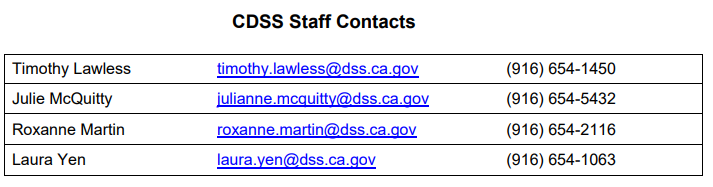 CDSS Staff Contacts
Timothy Lawless timothy.lawless@dss.ca.gov (916) 654-1450
Julie McQuitty julianne.mcquitty@dss.ca.gov (916) 654-5432
Roxanne Martin roxanne.martin@dss.ca.gov (916) 654-2116
Laura Yen laura.yen@dss.ca.gov (916) 654-1063